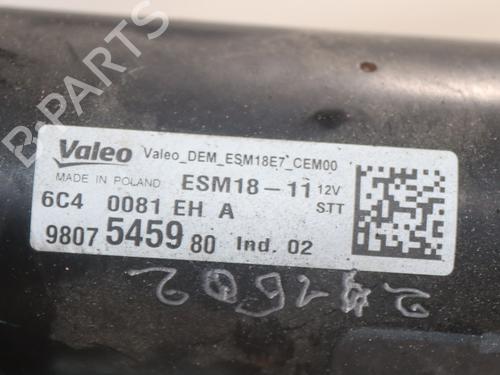 B-PARTS
Valeo Valeo_DEM_ESM18E7_CEM00
MADE IN POLAND ESM18-11 12V
6C4 0081 EH A STT
9807 5459 80 Ind. 02